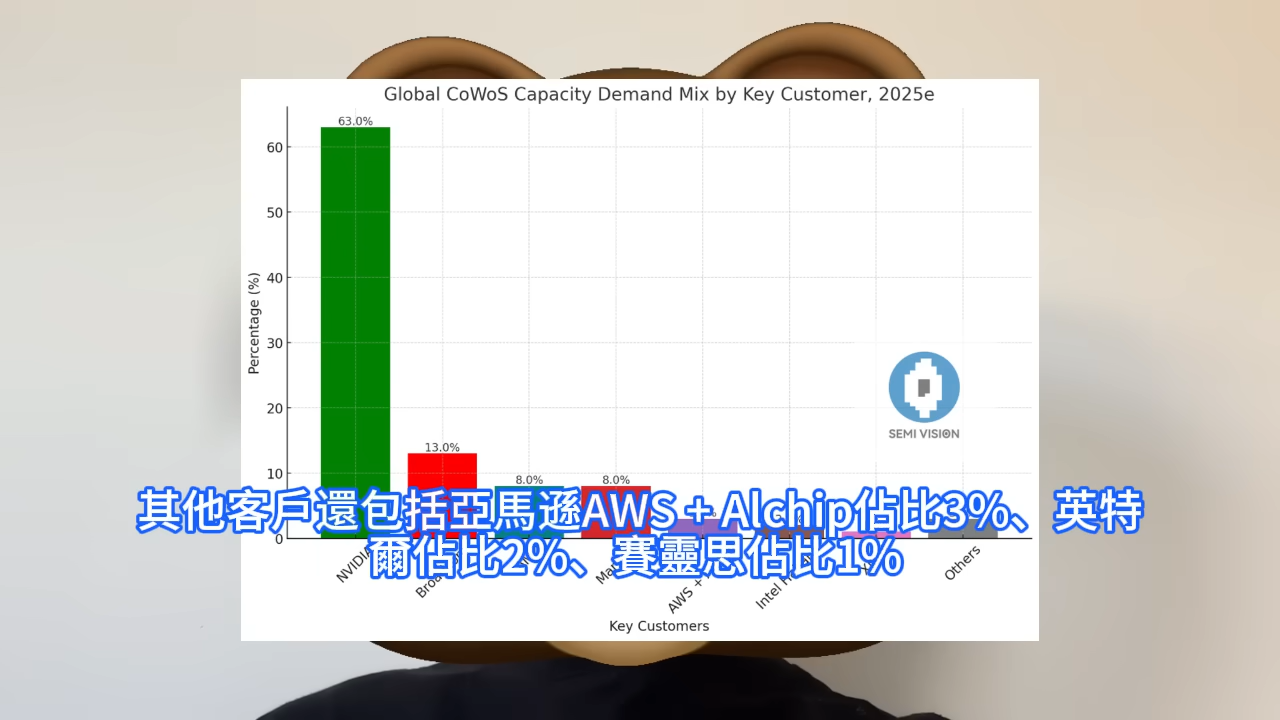 Global CoWoS Capacity Demand Mix by Key Customer, 2025e
63.0%
60
50
40
30
20
10
0
Percentage (%)
13.0%
8.0%
8.0%
SEMI VISION
其他客戶還包括亞馬遜AWS + Alchip佔比3%、英特
爾佔比2%、賽靈思佔比1%
NVIDIA
AWS +
Intel
Others
Key Customers